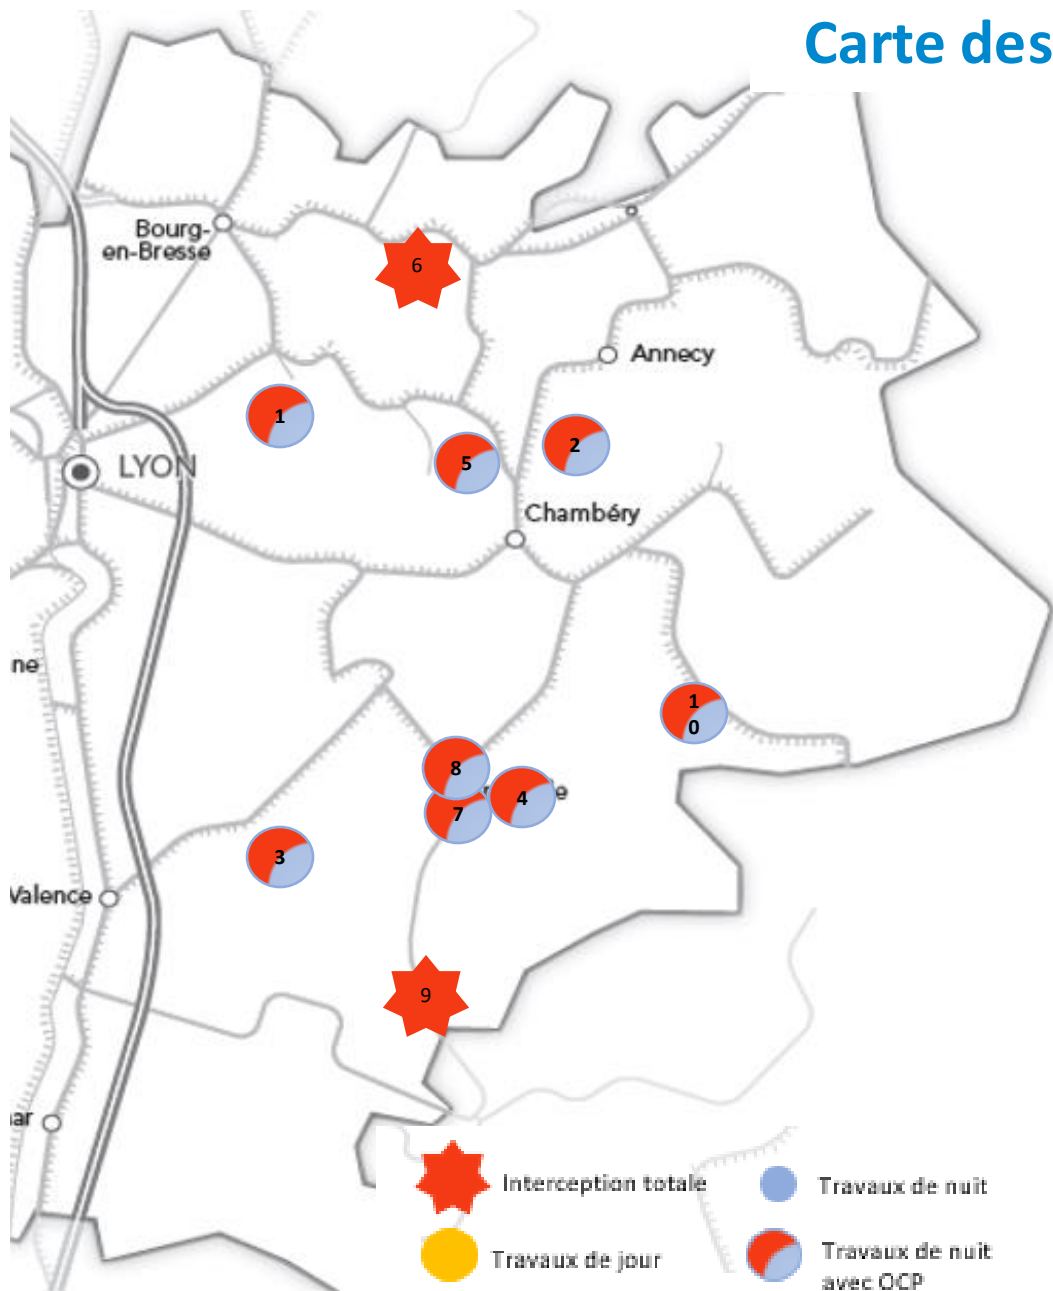 Carte des
Bourg-
en-Bresse
6
Annecy
1
5
2
LYON
Chambéry
ne
1
0
8
7
4
e
3
Valence
9
ar
Interception totale
Travaux de nuit
Travaux de jour
Travaux de nuit
avec OCP